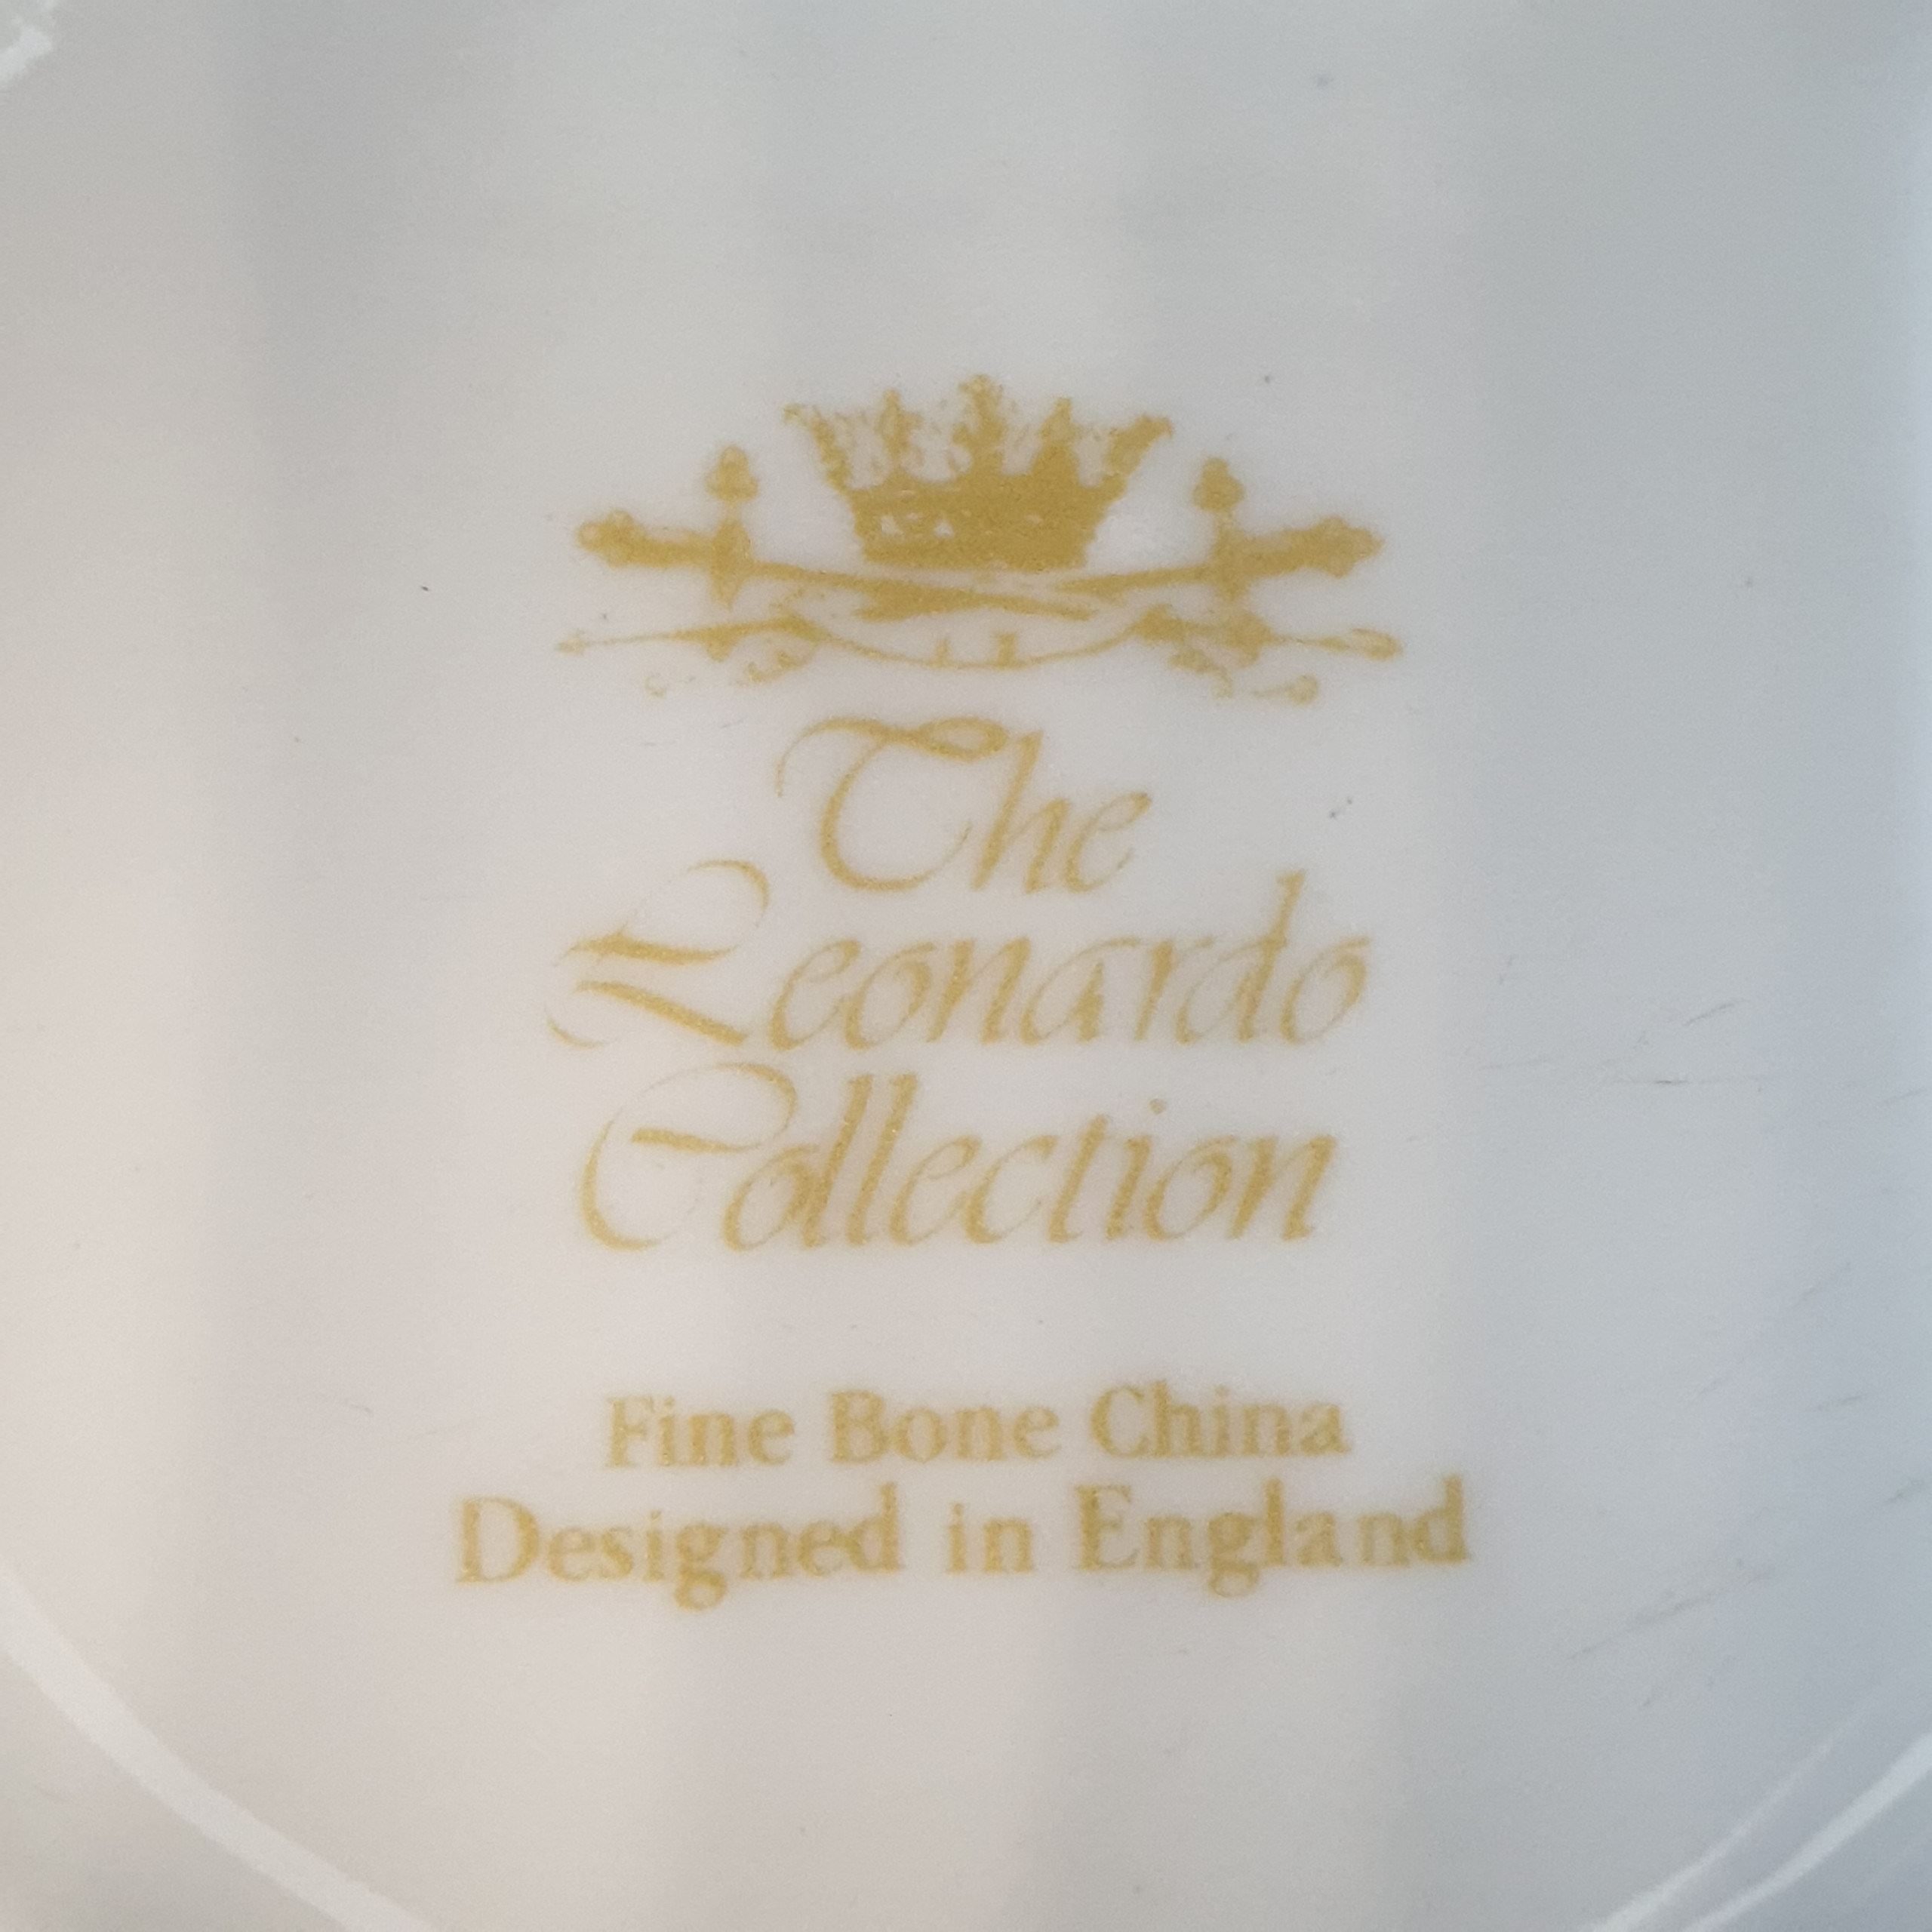 The
Leonardo
Collection
Fine Bone China
Designed in England